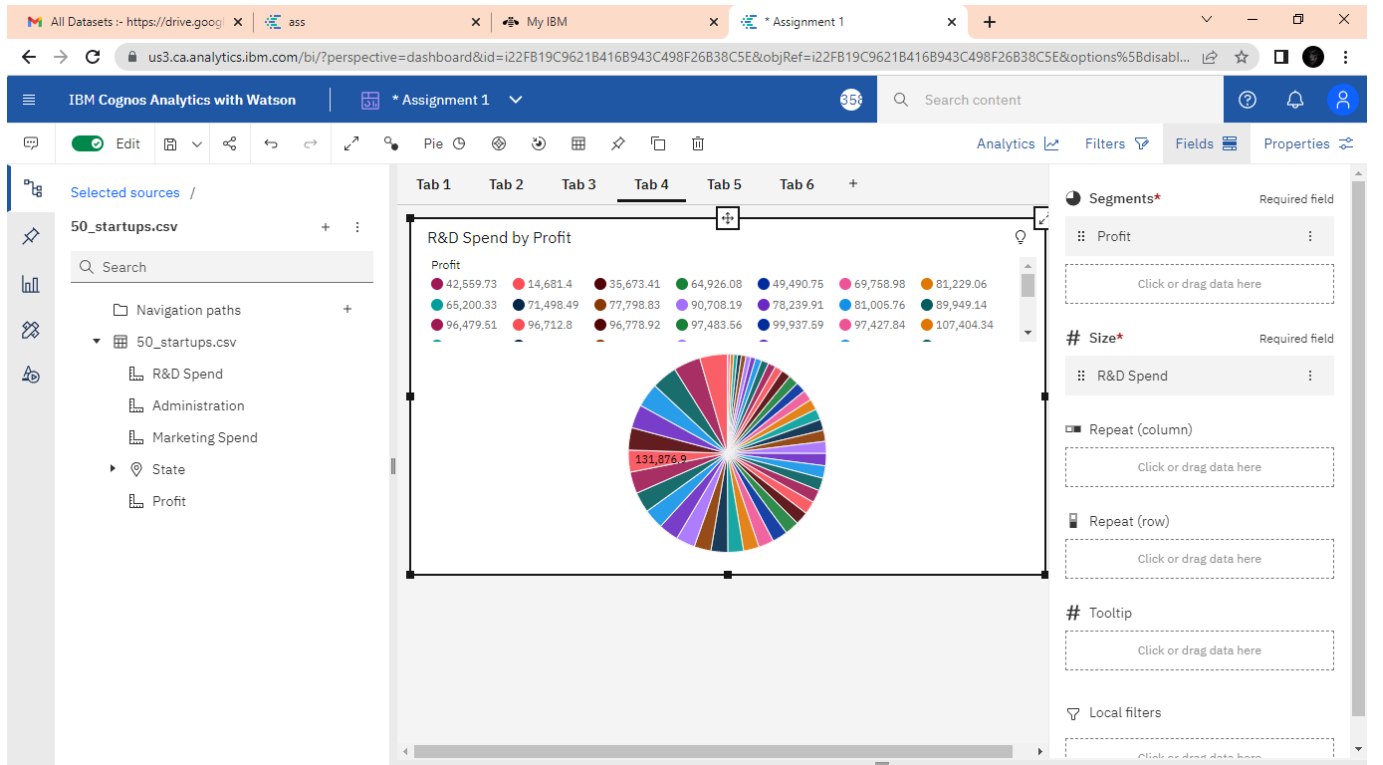 All Datasets :- https://drive.googl
ass
My IBM
* Assignment 1
us3.ca.analytics.ibm.com/bi/?perspective=dashboard&id=i22FB19C9621B416B943C498F26B38C5E&objRef=i22FB19C9621B416B943C498F26B38C5E&options%5Bdisabl...
IBM Cognos Analytics with Watson
* Assignment 1
358
Search content
Edit
Pie
Analytics
Filters
Fields
Properties
Selected sources /
50_startups.csv
Search
Navigation paths
50_startups.csv
R&D Spend
Administration
Marketing Spend
State
Profit
Tab 1 Tab 2 Tab 3 Tab 4 Tab 5 Tab 6 +
R&D Spend by Profit
Profit
42,559.73 14,681.4 35,673.41 64,926.08 49,490.75 69,758.98 81,229.06
65,200.33 71,498.49 77,798.83 90,708.19 78,239.91 81,005.76 89,949.14
96,479.51 96,712.8 96,778.92 97,483.56 99,937.59 97,427.84 107,404.34
131,876.9
Segments* Required field
Profit
Click or drag data here
# Size* Required field
R&D Spend
Repeat (column)
Click or drag data here
Repeat (row)
Click or drag data here
# Tooltip
Click or drag data here
Local filters
Click or drag data here